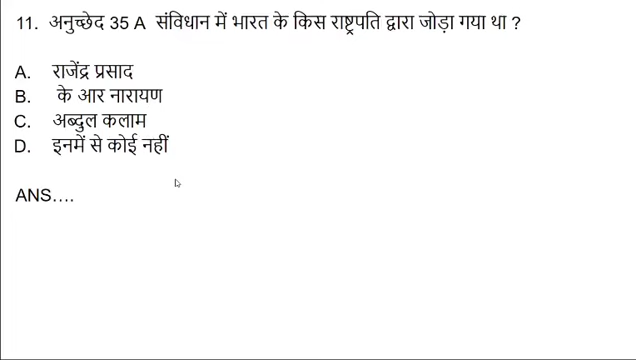 11. अनुच्छेद 35 A संविधान में भारत के किस राष्ट्रपति द्वारा जोड़ा गया था ?
A. राजेंद्र प्रसाद
B. के आर नारायण
C. अब्दुल कलाम
D. इनमें से कोई नहीं
ANS....